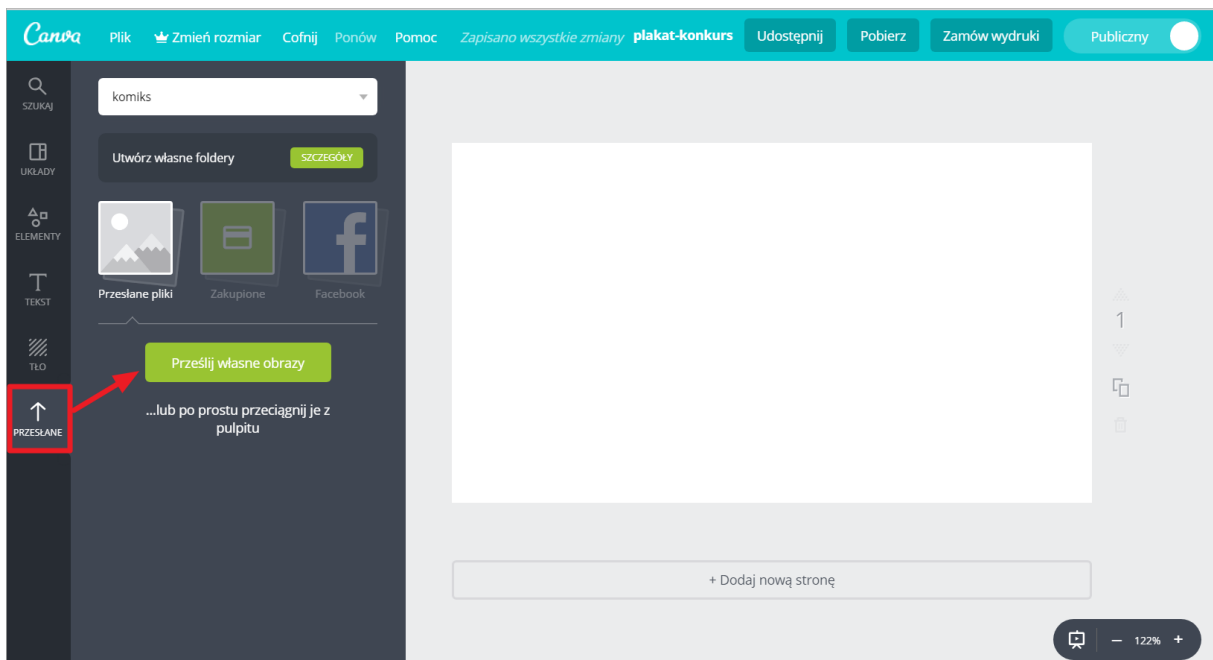 Canva Plik Zmień rozmiar Cofnij Ponów Pomoc Zapisano wszystkie zmiany plakat-konkurs Udostępnij Pobierz Zamów wydruki Publiczny
SZUKAJ
UKŁADY
ELEMENTY
TEKST
TŁO
PRZESŁANE
komiks
Utwórz własne foldery SZCZEGÓŁY
Przesłane pliki Zakupione Facebook
Prześlij własne obrazy
...lub po prostu przeciągnij je z
pulpitu
1
+ Dodaj nową stronę
– 122% +